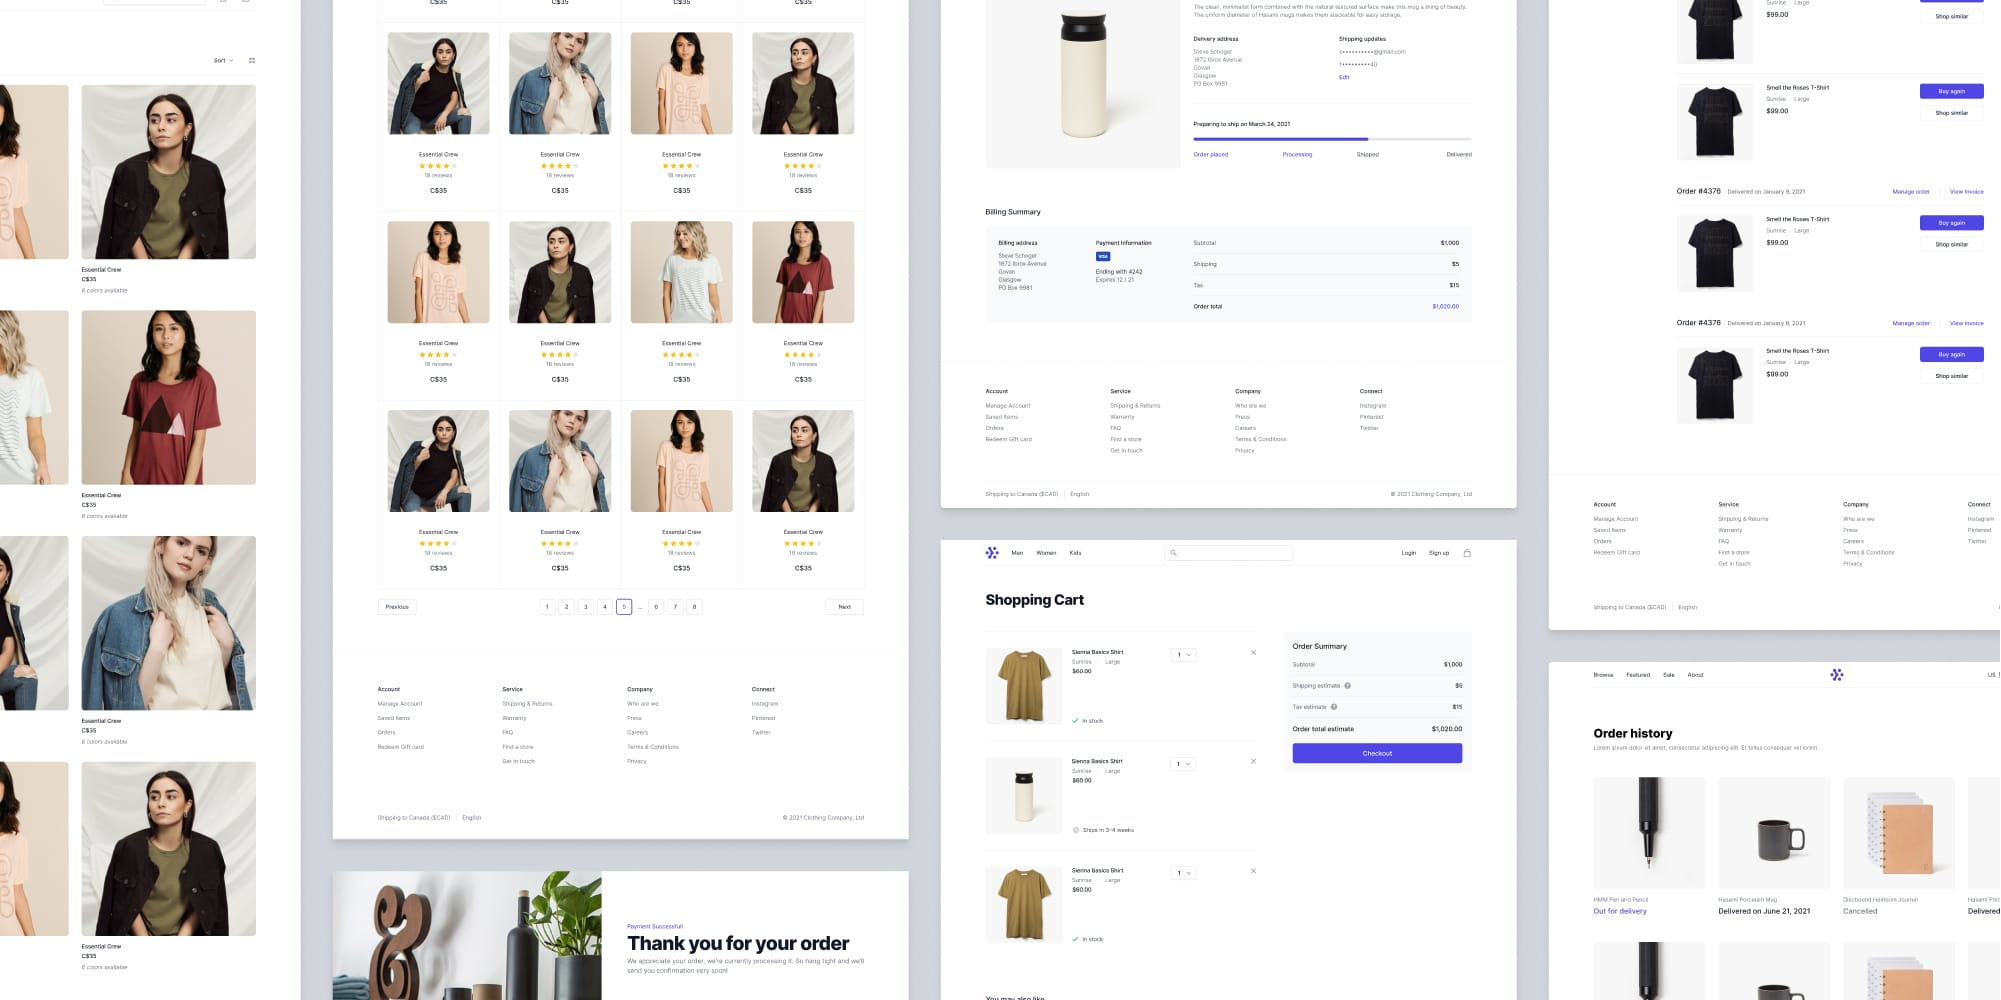 Sort
Essential Crew
C$35
6 colors available
Essential Crew
C$35
6 colors available
Essential Crew
C$35
6 colors available
Essential Crew
C$35
6 colors available
C$35
C$35
C$35
C$35
Essential Crew
Essential Crew
Essential Crew
Essential Crew
18 reviews
18 reviews
18 reviews
18 reviews
C$35
C$35
C$35
C$35
Essential Crew
Essential Crew
Essential Crew
Essential Crew
18 reviews
18 reviews
18 reviews
18 reviews
C$35
C$35
C$35
C$35
Essential Crew
Essential Crew
Essential Crew
Essential Crew
18 reviews
18 reviews
18 reviews
18 reviews
C$35
C$35
C$35
C$35
Previous
1 2 3 4 5 ... 6 7 8
Next
Account
Manage Account
Saved Items
Orders
Redeem Gift card
Service
Shipping & Returns
Warranty
FAQ
Find a store
Get in touch
Company
Who are we
Press
Careers
Terms & Conditions
Privacy
Connect
Instagram
Pinterest
Twitter
Shipping to Canada ($CAD)
English
© 2021 Clothing Company, Ltd
Payment Successful!
Thank you for your order
We appreciate your order, we're currently processing it. So hang tight and we'll
send you confirmation very soon!
The clean, minimalist form combined with the natural textured surface make this mug a thing of beauty.
The uniform diameter of Hasami mugs makes them stackable for easy storage.
Delivery address
Steve Schoger
1872 Ibrox Avenue
Govan
Glasgow
PO Box 9981
Shipping updates
s••••••••••@gmail.com
1•••••••••40
Edit
Preparing to ship on March 24, 2021
Order placed
Processing
Shipped
Delivered
Billing Summary
Billing address
Steve Schoger
1872 Ibrox Avenue
Govan
Glasgow
PO Box 9981
Payment Information
VISA
Ending with 4242
Expires 12 / 21
Subtotal $1,000
Shipping $5
Tax $15
Order total $1,020.00
Account
Manage Account
Saved Items
Orders
Redeem Gift card
Service
Shipping & Returns
Warranty
FAQ
Find a store
Get in touch
Company
Who are we
Press
Careers
Terms & Conditions
Privacy
Connect
Instagram
Pinterest
Twitter
Shipping to Canada ($CAD)
English
© 2021 Clothing Company, Ltd
Men Women Kids
Login Sign up
Shopping Cart
Sienna Basics Shirt
Sunrise Large
$60.00
1
In stock
Sienna Basics Shirt
Sunrise Large
$60.00
1
Ships in 3-4 weeks
Sienna Basics Shirt
Sunrise Large
$60.00
1
In stock
Order Summary
Subtotal $1,000
Shipping estimate $5
Tax estimate $15
Order total estimate $1,020.00
Checkout
You may also like
Sunrise Large
$99.00
Shop similar
Smell the Roses T-Shirt
Sunrise Large
$99.00
Buy again
Shop similar
Order #4376 Delivered on January 9, 2021
Manage order View Invoice
Smell the Roses T-Shirt
Sunrise Large
$99.00
Buy again
Shop similar
Order #4376 Delivered on January 9, 2021
Manage order View Invoice
Smell the Roses T-Shirt
Sunrise Large
$99.00
Buy again
Shop similar
Account
Manage Account
Saved Items
Orders
Redeem Gift card
Service
Shipping & Returns
Warranty
FAQ
Find a store
Get in touch
Company
Who are we
Press
Careers
Terms & Conditions
Privacy
Connect
Instagram
Pinterest
Twitter
Shipping to Canada ($CAD)
English
Browse Featured Sale About
US
Order history
Lorem ipsum dolor sit amet, consectetur adipiscing elit. Et tellus consequat vel lorem.
HMM Pen and Pencil
Out for delivery
Hasami Porcelain Mug
Delivered on June 21, 2021
Discbound Heirloom Journal
Cancelled
Hasami
Delivered